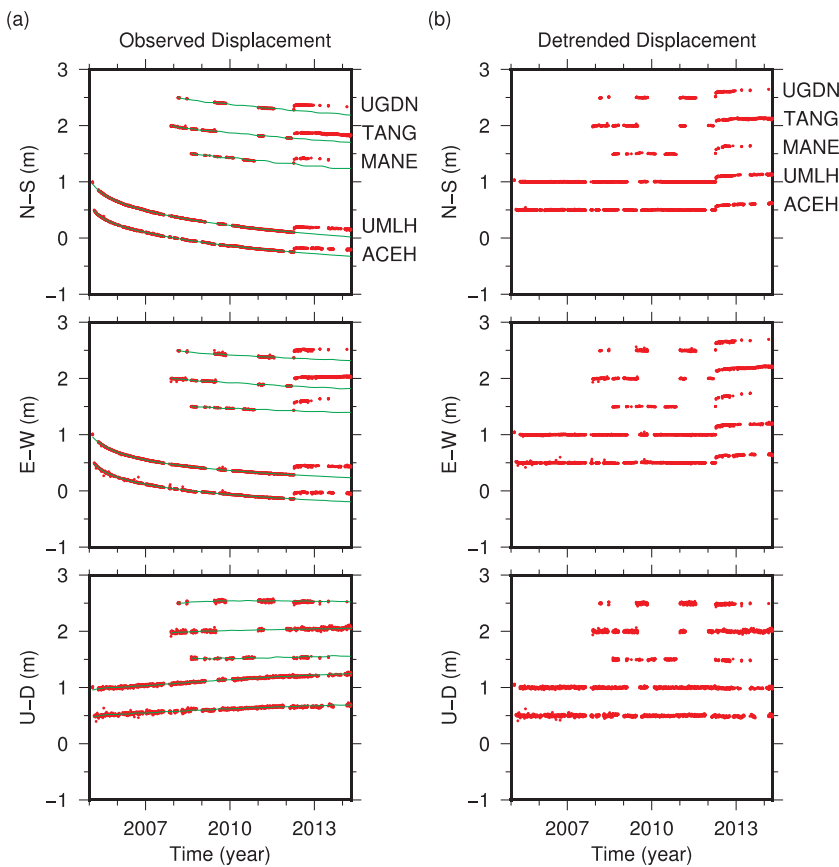 (a)
Observed Displacement
3
2
1
0
−1
N−S (m)
UGDN
TANG
MANE
UMLH
ACEH
3
2
1
0
−1
E−W (m)
3
2
1
0
−1
U−D (m)
2007
2010
2013
Time (year)
(b)
Detrended Displacement
3
2
1
0
−1
N−S (m)
UGDN
TANG
MANE
UMLH
ACEH
3
2
1
0
−1
E−W (m)
3
2
1
0
−1
U−D (m)
2007
2010
2013
Time (year)